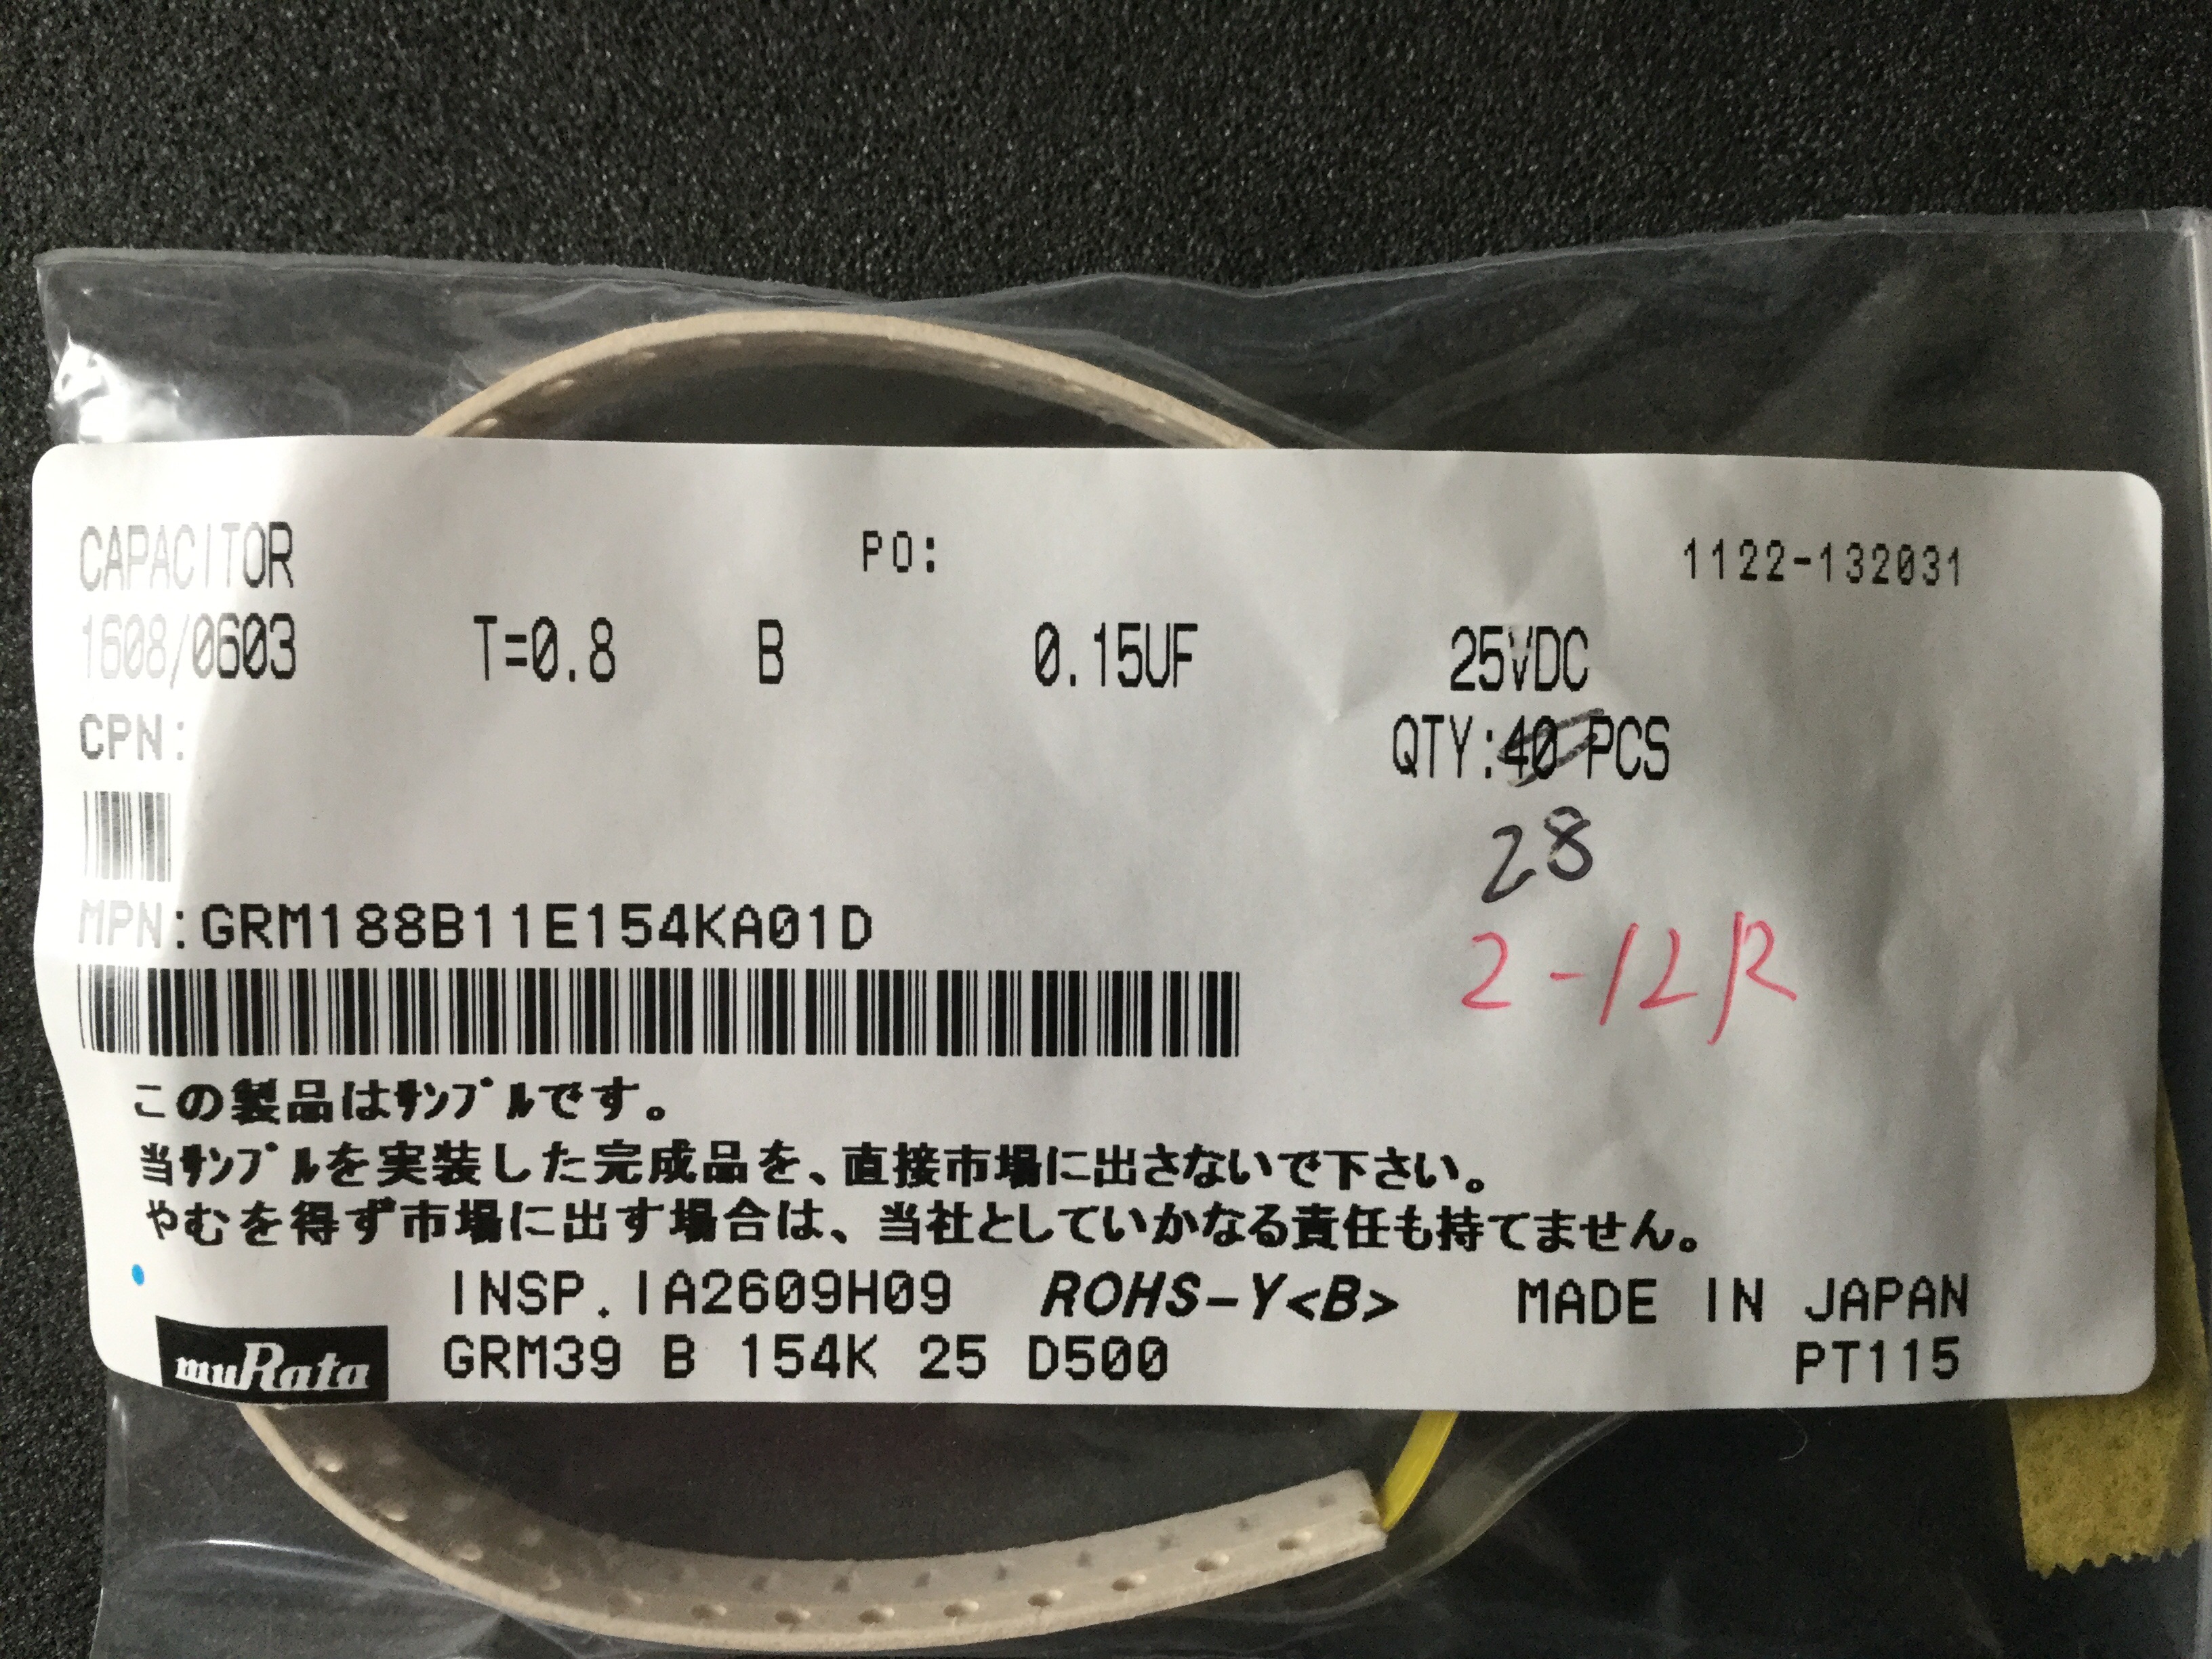 CAPACITOR PO: 1122-132031
1608/0603 T=0.8 B 0.15UF 25VDC
CPN: QTY:40 PCS
28
MPN:GRM188B11E154KA01D
2-12R
この製品はｻﾝﾌﾟﾙです。
当ｻﾝﾌﾟﾙを実装した完成品を、直接市場に出さないで下さい。
やむを得ず市場に出す場合は、当社としていかなる責任も持てません。
INSP.IA2609H09 ROHS-Y<B> MADE IN JAPAN
muRata GRM39 B 154K 25 D500 PT115